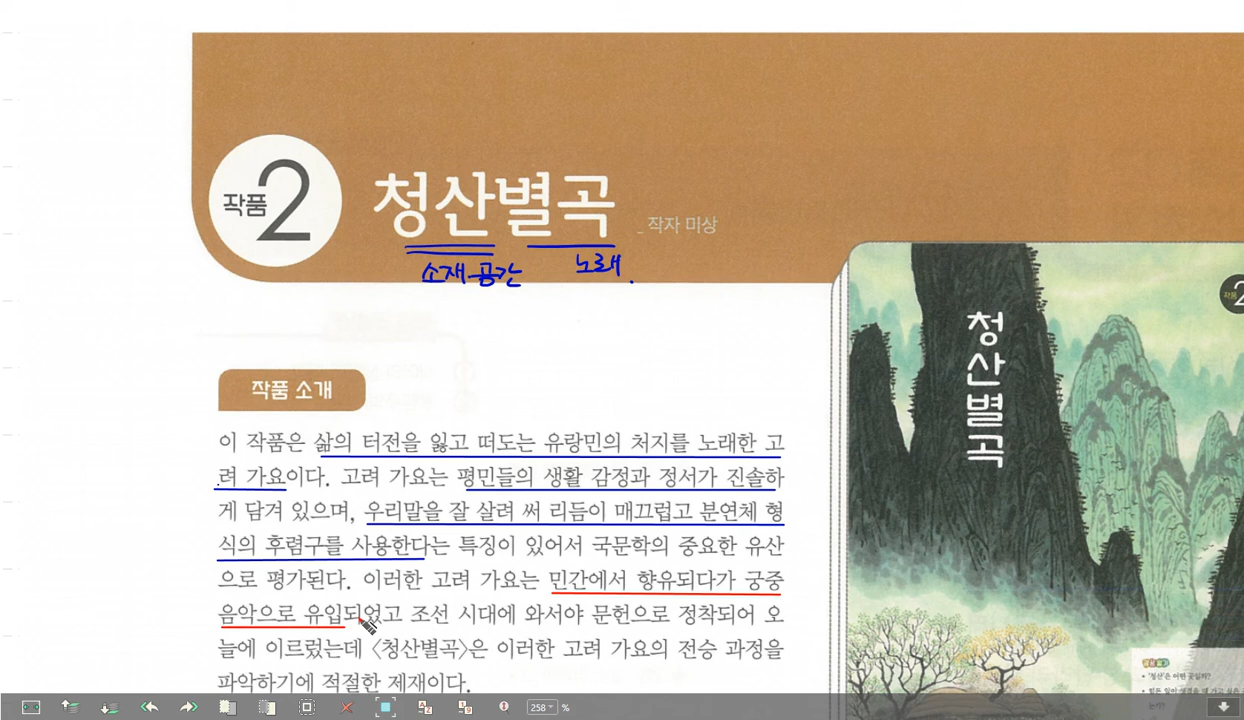 작품 2 청산별곡 _ 작자 미상
소재·공간 노래.
작품 2
청산별곡
작품 소개
이 작품은 삶의 터전을 잃고 떠도는 유랑민의 처지를 노래한 고
려 가요이다. 고려 가요는 평민들의 생활 감정과 정서가 진솔하
게 담겨 있으며, 우리말을 잘 살려 써 리듬이 매끄럽고 분연체 형
식의 후렴구를 사용한다는 특징이 있어서 국문학의 중요한 유산
으로 평가된다. 이러한 고려 가요는 민간에서 향유되다가 궁중
음악으로 유입되었고 조선 시대에 와서야 문헌으로 정착되어 오
늘에 이르렀는데 〈청산별곡〉은 이러한 고려 가요의 전승 과정을
파악하기에 적절한 제재이다.
• '청산'은 어떤 곳일까?
258 %